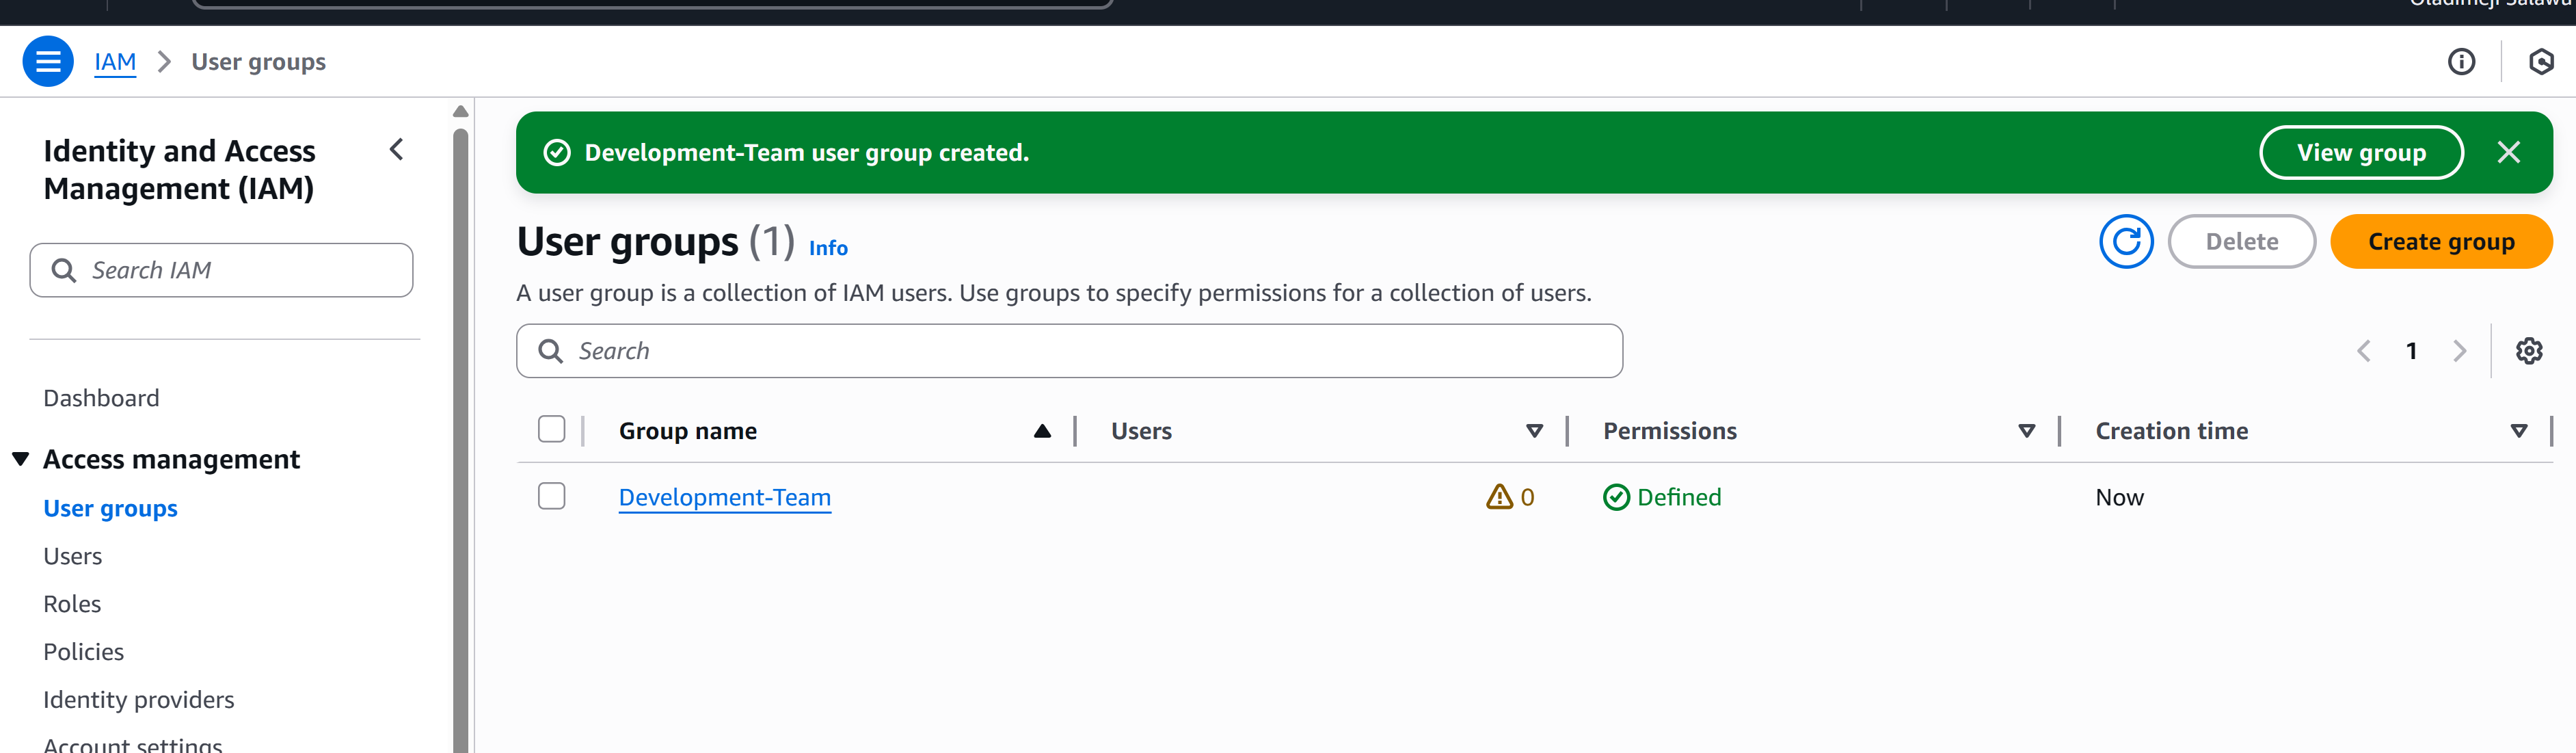 IAM > User groups
Identity and Access
Management (IAM)
Search IAM
Dashboard
Access management
User groups
Users
Roles
Policies
Identity providers
Account settings
Development-Team user group created.
View group
User groups (1) Info
Delete
Create group
A user group is a collection of IAM users. Use groups to specify permissions for a collection of users.
Search
1
Group name Users Permissions Creation time
Development-Team 0 Defined Now